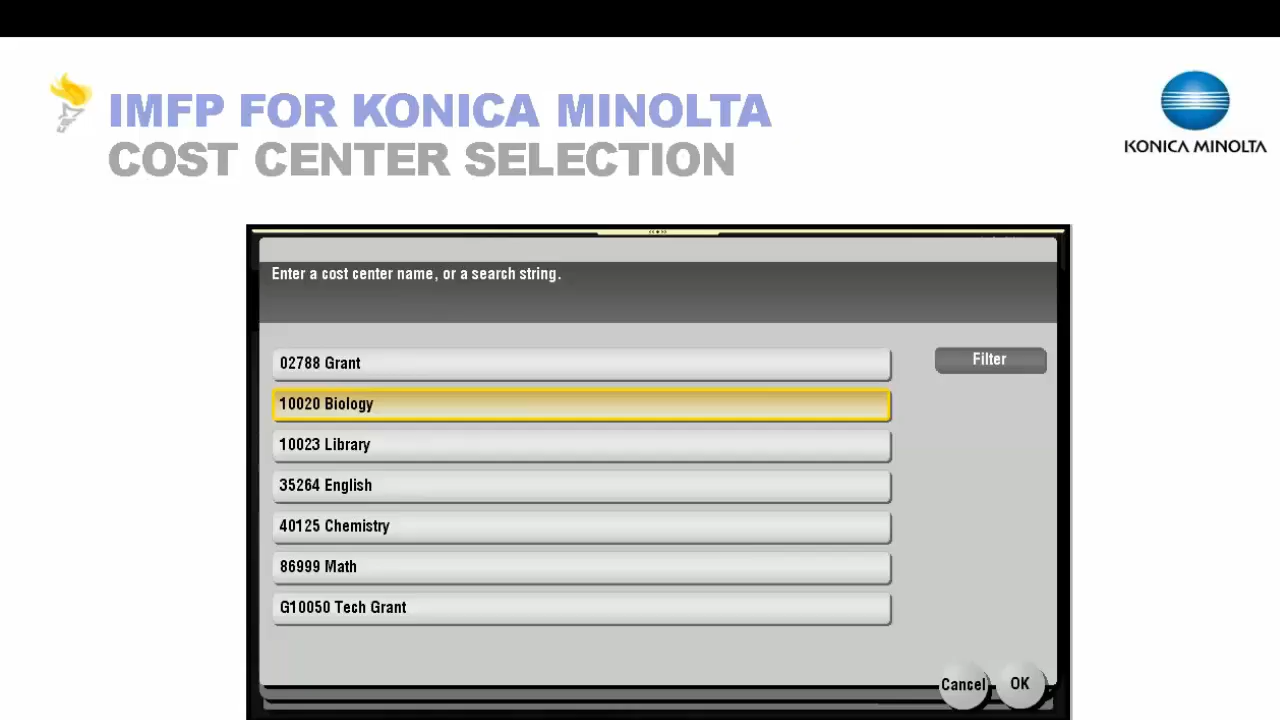 IMFP FOR KONICA MINOLTA
COST CENTER SELECTION
KONICA MINOLTA
Enter a cost center name, or a search string.
02788 Grant
Filter
10020 Biology
10023 Library
35264 English
40125 Chemistry
86999 Math
G10050 Tech Grant
Cancel
OK